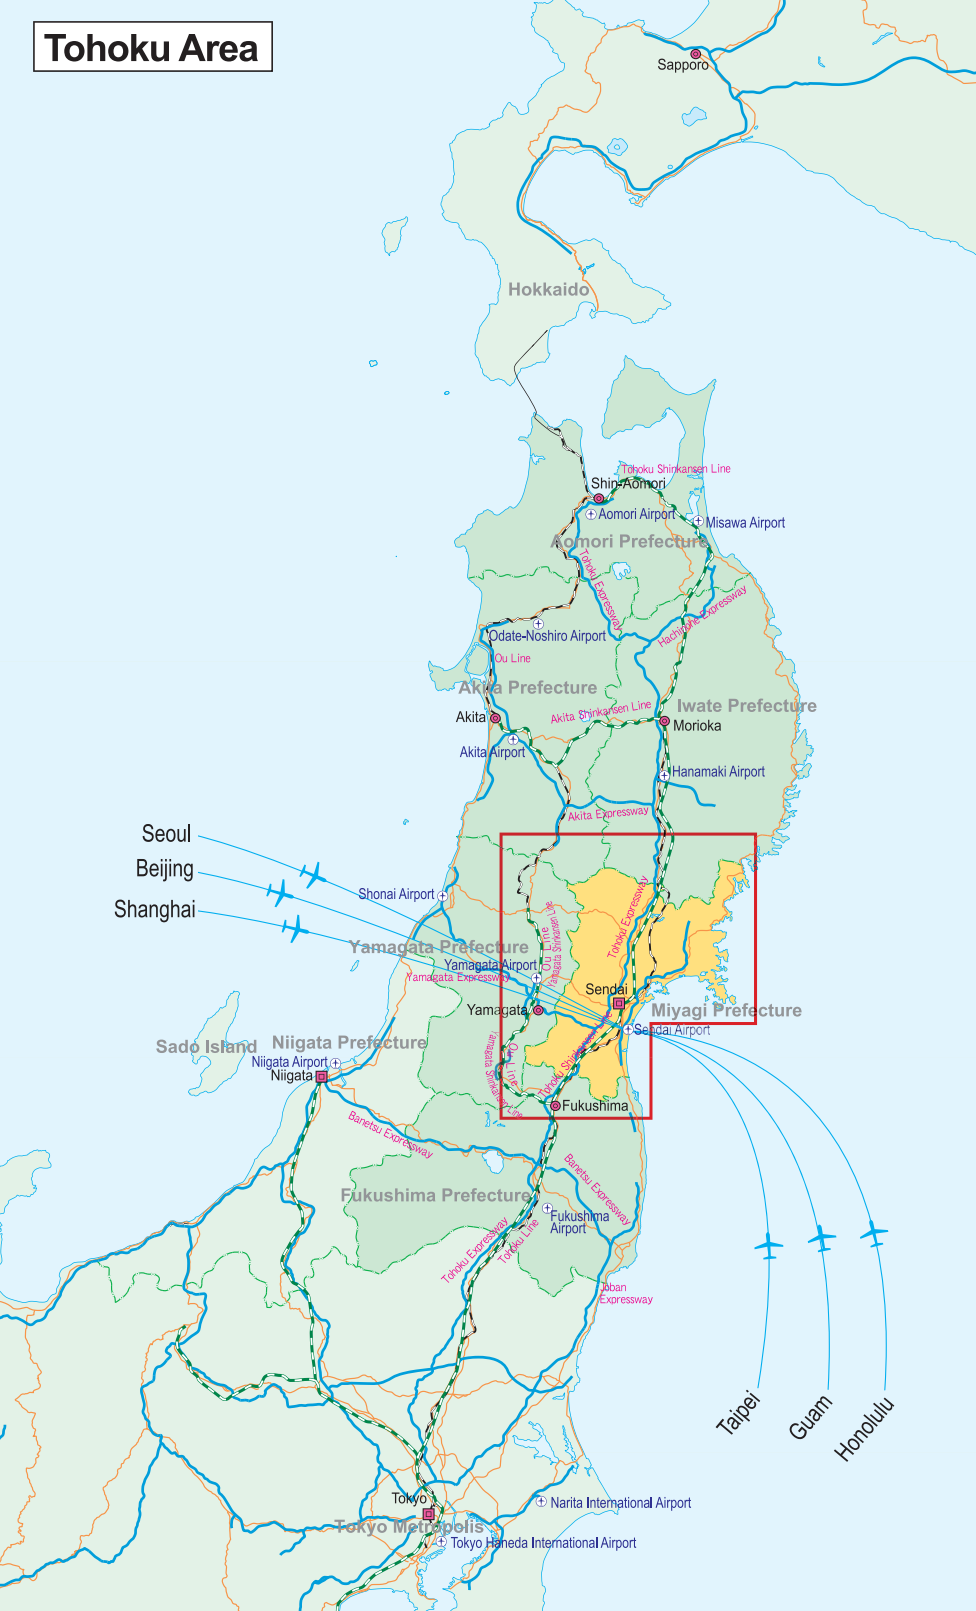 Tohoku Area
Sapporo
Hokkaido
Tohoku Shinkansen Line
Shin-Aomori
Aomori Airport
Misawa Airport
Aomori Prefecture
Tohoku Expressway
Hachinohe Expressway
Odate-Noshiro Airport
Ou Line
Akita Prefecture
Iwate Prefecture
Akita Shinkansen Line
Akita
Morioka
Akita Airport
Hanamaki Airport
Akita Expressway
Seoul
Beijing
Shanghai
Shonai Airport
Tohoku Expressway
Ou Line
Yamagata Shinkansen Line
Yamagata Prefecture
Yamagata Airport
Yamagata Expressway
Sendai
Yamagata
Miyagi Prefecture
Sendai Airport
Sado Island
Niigata Prefecture
Niigata Airport
Niigata
Ou Line
Yamagata Shinkansen Line
Tohoku Shinkansen Line
Fukushima
Banetsu Expressway
Banetsu Expressway
Fukushima Prefecture
Fukushima
Airport
Tohoku Expressway
Tohoku Line
Joban
Expressway
Taipei
Guam
Honolulu
Tokyo
Narita International Airport
Tokyo Metropolis
Tokyo Haneda International Airport